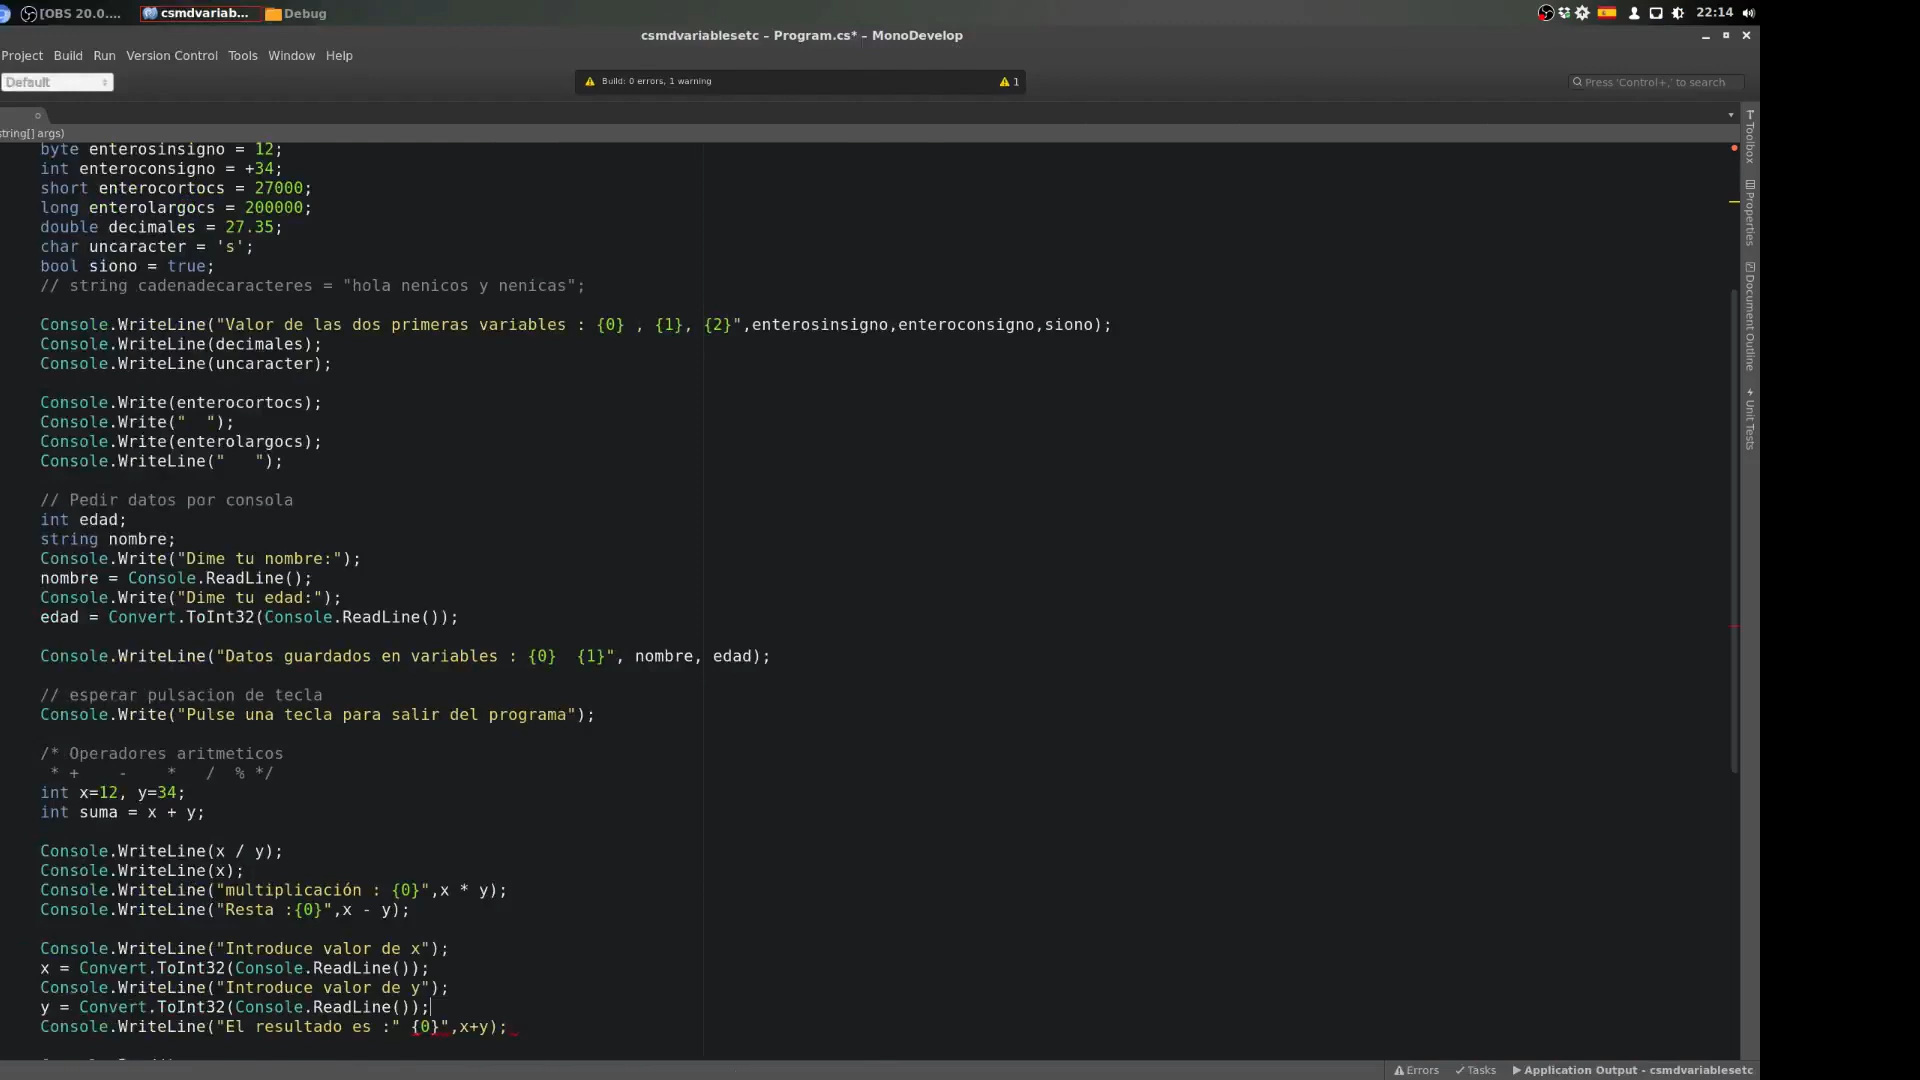 [OBS 20.0.... csmdvariab... Debug 22:14
csmdvariablesetc – Program.cs* – MonoDevelop
Project Build Run Version Control Tools Window Help
Default Build: 0 errors, 1 warning 1 Press 'Control+,' to search
string[] args)
byte enterosinsigno = 12;
int enteroconsigno = +34;
short enterocortocs = 27000;
long enterolargocs = 200000;
double decimales = 27.35;
char uncaracter = 's';
bool siono = true;
// string cadenadecaracteres = "hola nenicos y nenicas";
Console.WriteLine("Valor de las dos primeras variables : {0} , {1}, {2}",enterosinsigno,enteroconsigno,siono);
Console.WriteLine(decimales);
Console.WriteLine(uncaracter);
Console.Write(enterocortocs);
Console.Write("  ");
Console.Write(enterolargocs);
Console.WriteLine("   ");
// Pedir datos por consola
int edad;
string nombre;
Console.Write("Dime tu nombre:");
nombre = Console.ReadLine();
Console.Write("Dime tu edad:");
edad = Convert.ToInt32(Console.ReadLine());
Console.WriteLine("Datos guardados en variables : {0}  {1}", nombre, edad);
// esperar pulsacion de tecla
Console.Write("Pulse una tecla para salir del programa");
/* Operadores aritmeticos
* +    -    *   /  % */
int x=12, y=34;
int suma = x + y;
Console.WriteLine(x / y);
Console.WriteLine(x);
Console.WriteLine("multiplicación : {0}",x * y);
Console.WriteLine("Resta :{0}",x - y);
Console.WriteLine("Introduce valor de x");
x = Convert.ToInt32(Console.ReadLine());
Console.WriteLine("Introduce valor de y");
y = Convert.ToInt32(Console.ReadLine());
Console.WriteLine("El resultado es :" {0}",x+y);
Toolbox
Properties
Document Outline
Unit Tests
Errors Tasks Application Output - csmdvariablesetc